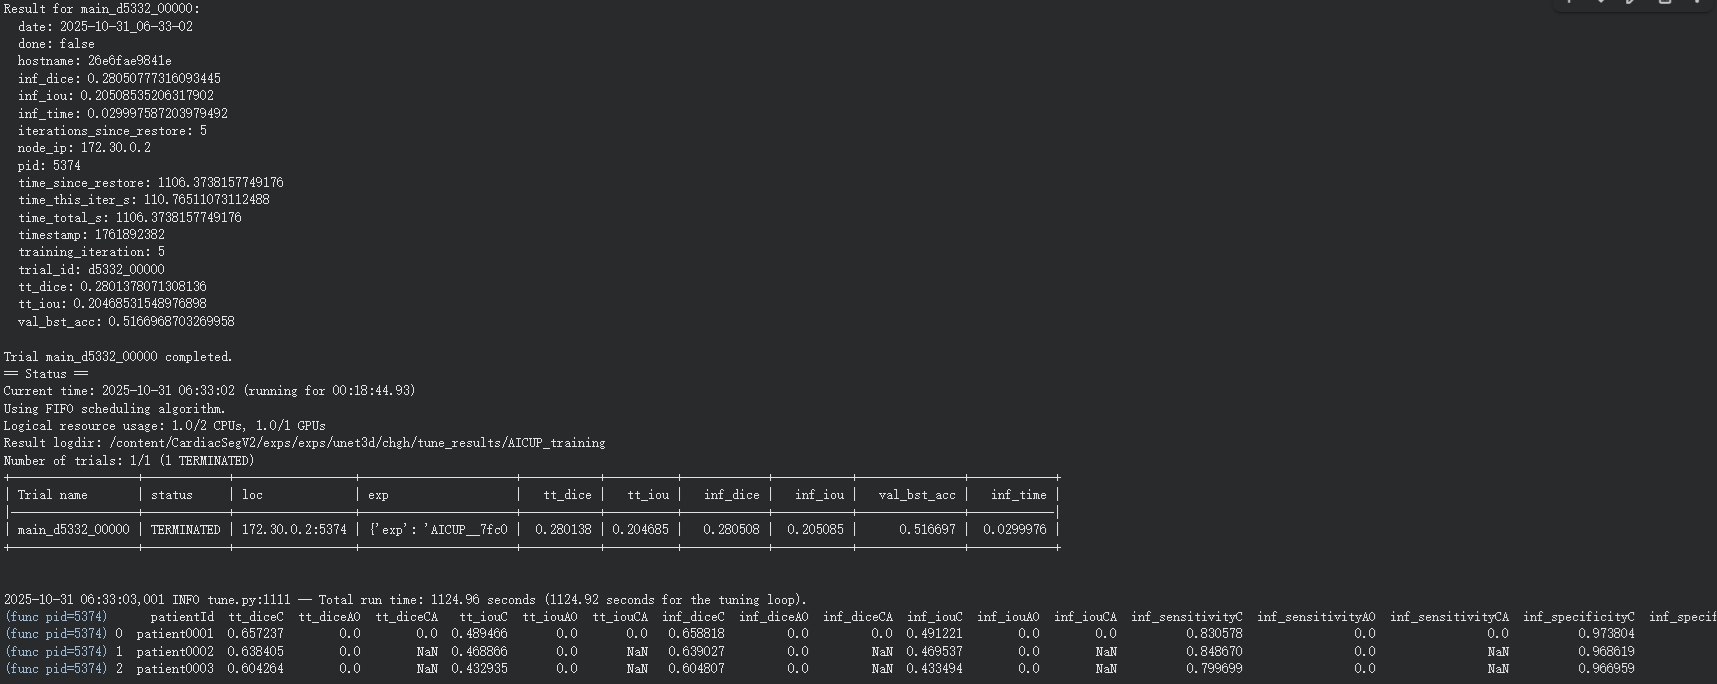 Result for main_d5332_00000:
date: 2025-10-31_06-33-02
done: false
hostname: 26e6fae9841e
inf_dice: 0.28050777316093445
inf_iou: 0.20508535206317902
inf_time: 0.029997587203979492
iterations_since_restore: 5
node_ip: 172.30.0.2
pid: 5374
time_since_restore: 1106.3738157749176
time_this_iter_s: 110.76511073112488
time_total_s: 1106.3738157749176
timestamp: 1761892382
training_iteration: 5
trial_id: d5332_00000
tt_dice: 0.2801378071308136
tt_iou: 0.20468531548976898
val_bst_acc: 0.5166968703269958
Trial main_d5332_00000 completed.
== Status ==
Current time: 2025-10-31 06:33:02 (running for 00:18:44.93)
Using FIFO scheduling algorithm.
Logical resource usage: 1.0/2 CPUs, 1.0/1 GPUs
Result logdir: /content/CardiacSegV2/exps/exps/unet3d/chgh/tune_results/AICUP_training
Number of trials: 1/1 (1 TERMINATED)
| Trial name | status | loc | exp | tt_dice | tt_iou | inf_dice | inf_iou | val_bst_acc | inf_time |
| main_d5332_00000 | TERMINATED | 172.30.0.2:5374 | {'exp': 'AICUP__7fc0 | 0.280138 | 0.204685 | 0.280508 | 0.205085 | 0.516697 | 0.0299976 |
2025-10-31 06:33:03,001 INFO tune.py:1111 -- Total run time: 1124.96 seconds (1124.92 seconds for the tuning loop).
(func pid=5374) patientId tt_diceC tt_diceAO tt_diceCA tt_iouC tt_iouAO tt_iouCA inf_diceC inf_diceAO inf_diceCA inf_iouC inf_iouAO inf_iouCA inf_sensitivityC inf_sensitivityAO inf_sensitivityCA inf_specificityC inf_specif
(func pid=5374) 0 patient0001 0.657237 0.0 0.0 0.489466 0.0 0.0 0.658818 0.0 0.0 0.491221 0.0 0.0 0.830578 0.0 0.0 0.973804
(func pid=5374) 1 patient0002 0.638405 0.0 NaN 0.468866 0.0 NaN 0.639027 0.0 NaN 0.469537 0.0 NaN 0.848670 0.0 NaN 0.968619
(func pid=5374) 2 patient0003 0.604264 0.0 NaN 0.432935 0.0 NaN 0.604807 0.0 NaN 0.433494 0.0 NaN 0.799699 0.0 NaN 0.966959